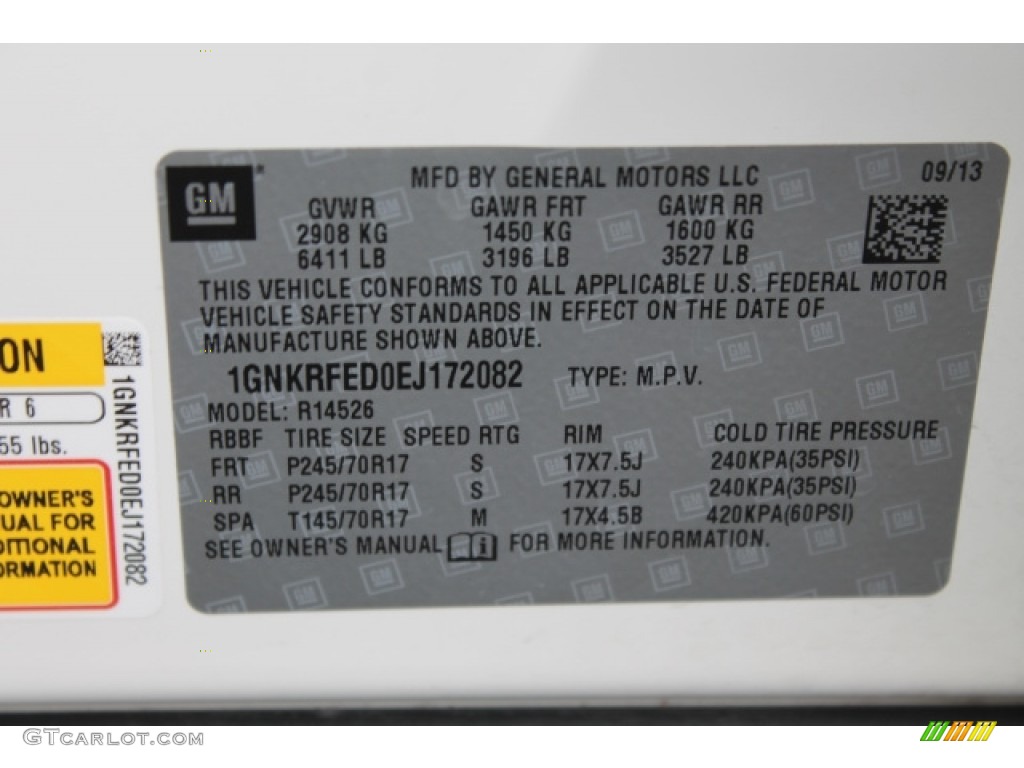 GM
MFD BY GENERAL MOTORS LLC 09/13
GVWR GAWR FRT GAWR RR
2908 KG 1450 KG 1600 KG
6411 LB 3196 LB 3527 LB
THIS VEHICLE CONFORMS TO ALL APPLICABLE U.S. FEDERAL MOTOR
VEHICLE SAFETY STANDARDS IN EFFECT ON THE DATE OF
MANUFACTURE SHOWN ABOVE.
1GNKRFED0EJ172082 TYPE: M.P.V.
MODEL: R14526
RBBF TIRE SIZE SPEED RTG RIM COLD TIRE PRESSURE
FRT P245/70R17 S 17X7.5J 240KPA(35PSI)
RR P245/70R17 S 17X7.5J 240KPA(35PSI)
SPA T145/70R17 M 17X4.5B 420KPA(60PSI)
SEE OWNER'S MANUAL FOR MORE INFORMATION.
ON
R 6
55 lbs.
OWNER'S
UAL FOR
DITIONAL
ORMATION
1GNKRFED0EJ172082
GTCarlot.com